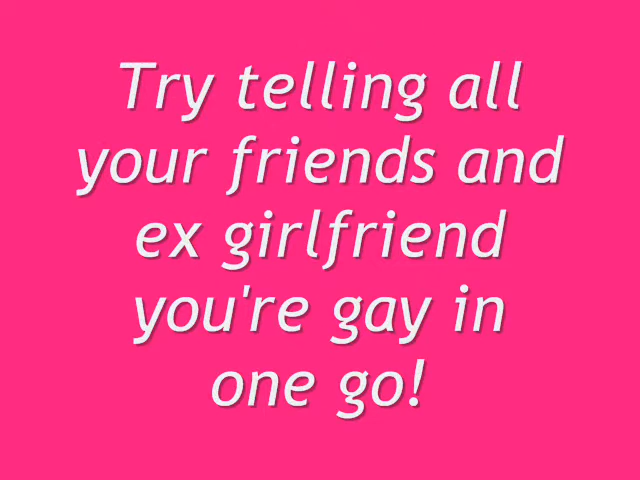 Try telling all
your friends and
ex girlfriend
you're gay in
one go!